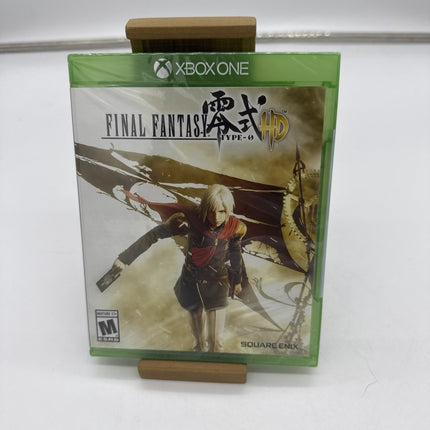 XBOX ONE
FINAL FANTASY 零式 HD
TYPE-0
MATURE 17+
M
ESRB
SQUARE ENIX